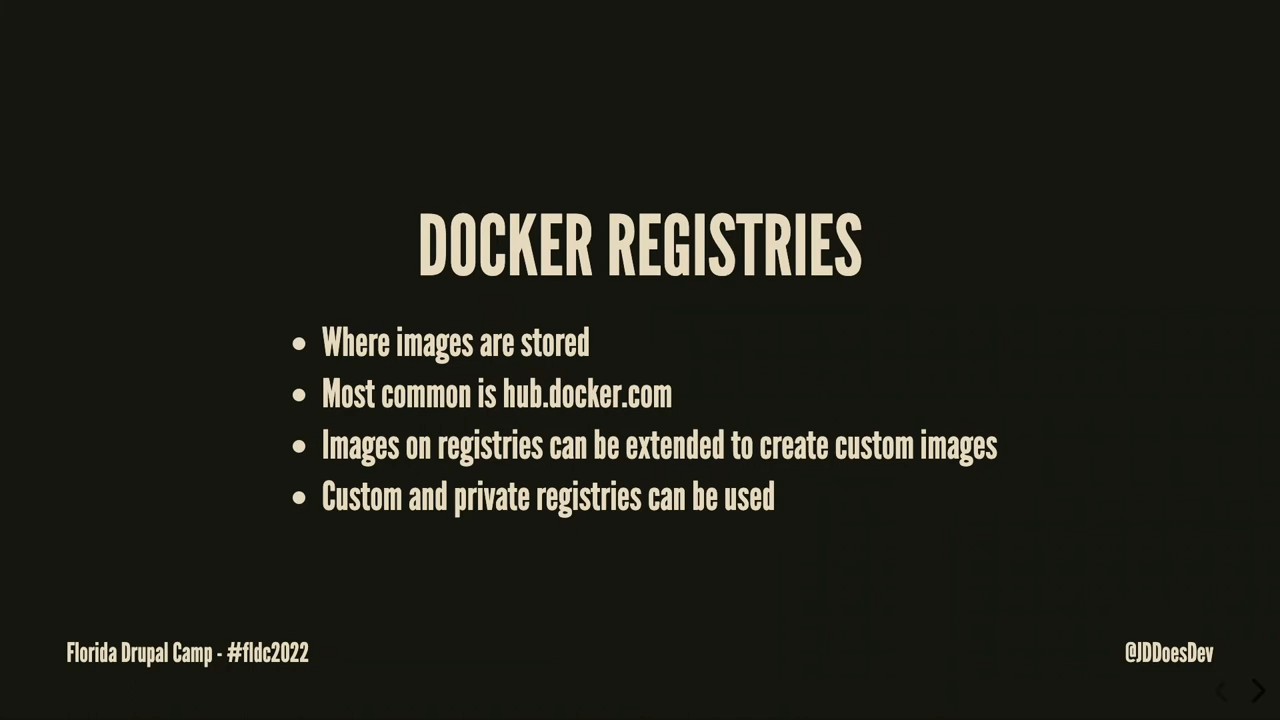 DOCKER REGISTRIES
Where images are stored
Most common is hub.docker.com
Images on registries can be extended to create custom images
Custom and private registries can be used
Florida Drupal Camp - #fldc2022
@JDDoesDev